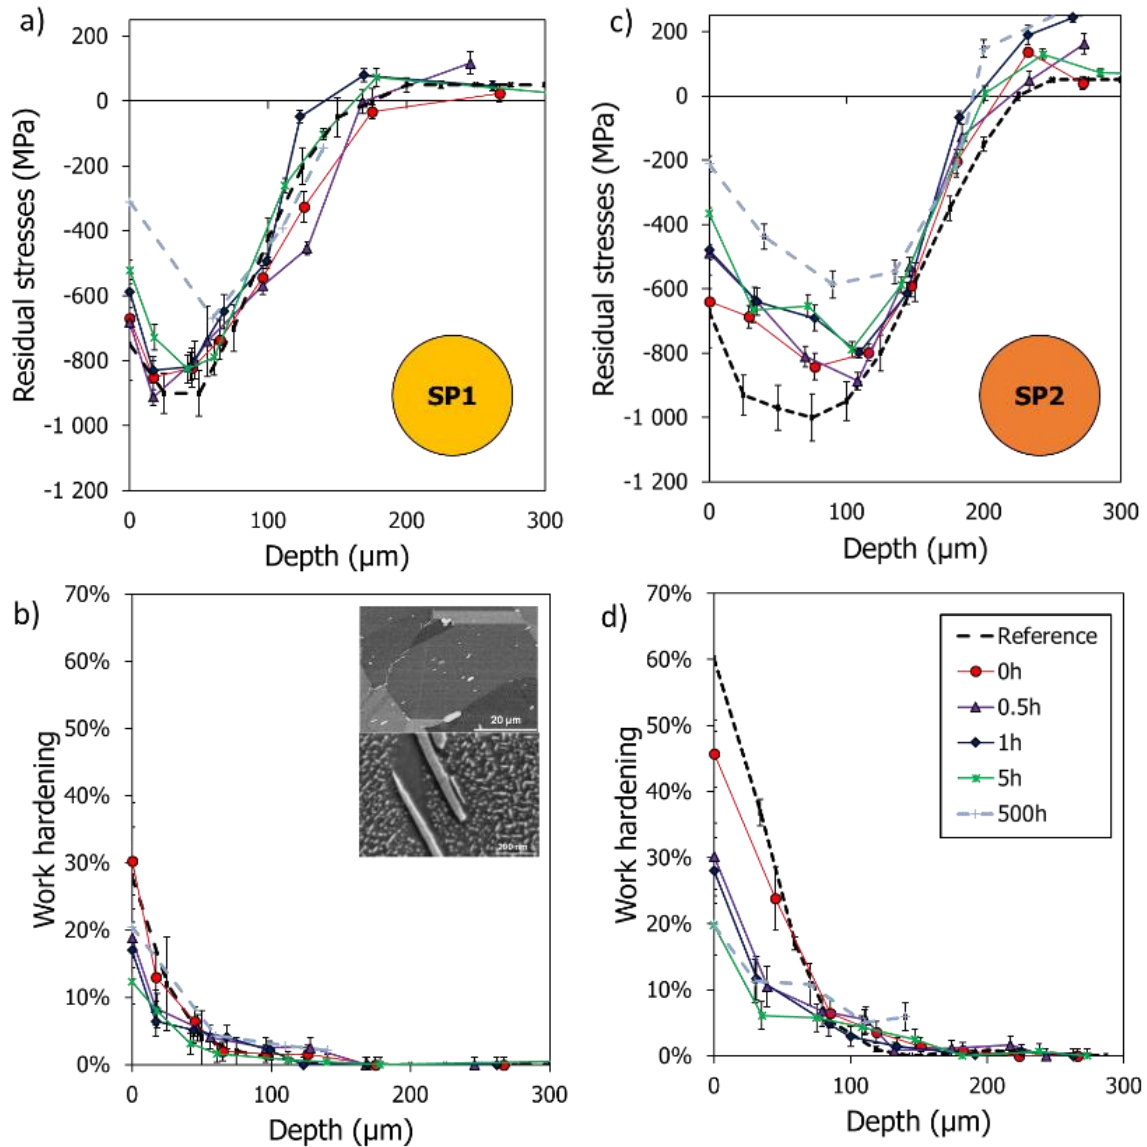 a)
200
0
-200
-400
-600
-800
-1 000
-1 200
Residual stresses (MPa)
0
100
200
300
Depth (µm)
SP1
c)
200
0
-200
-400
-600
-800
-1 000
-1 200
Residual stresses (MPa)
0
100
200
300
Depth (µm)
SP2
b)
70%
60%
50%
40%
30%
20%
10%
0%
Work hardening
0
100
200
300
Depth (µm)
20 µm
200 nm
d)
70%
60%
50%
40%
30%
20%
10%
0%
Work hardening
0
100
200
300
Depth (µm)
Reference
0h
0.5h
1h
5h
500h